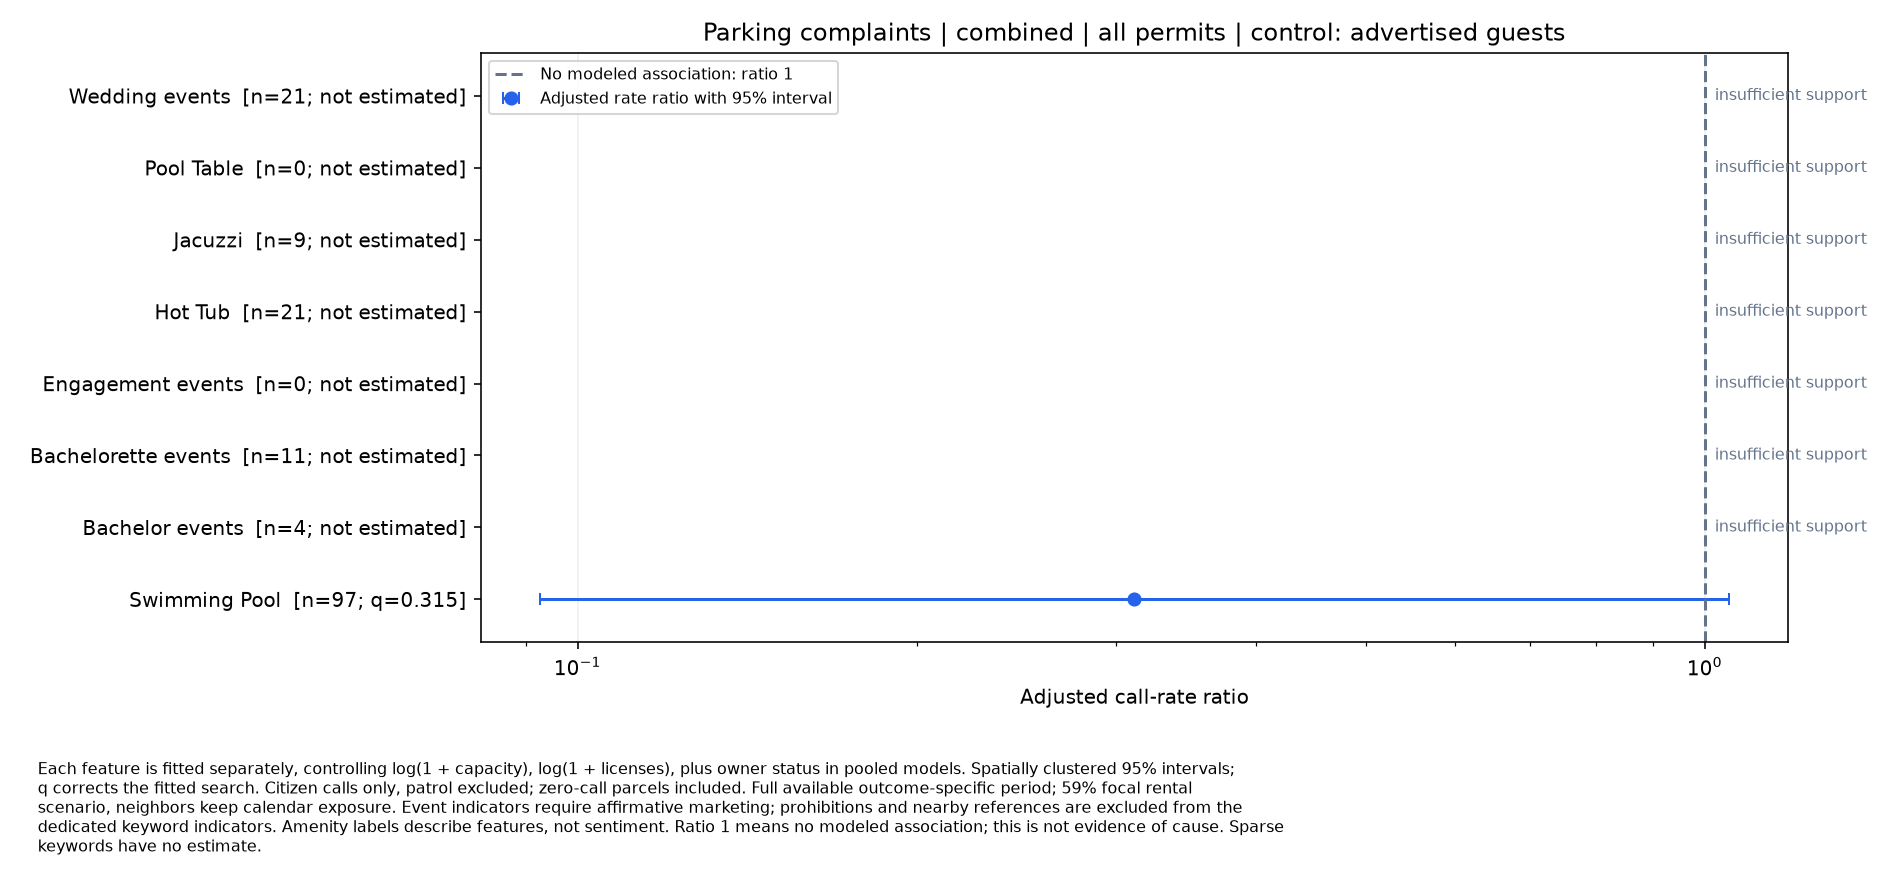 Parking complaints | combined | all permits | control: advertised guests
No modeled association: ratio 1
Adjusted rate ratio with 95% interval
Wedding events [n=21; not estimated]
insufficient support
Pool Table [n=0; not estimated]
insufficient support
Jacuzzi [n=9; not estimated]
insufficient support
Hot Tub [n=21; not estimated]
insufficient support
Engagement events [n=0; not estimated]
insufficient support
Bachelorette events [n=11; not estimated]
insufficient support
Bachelor events [n=4; not estimated]
insufficient support
Swimming Pool [n=97; q=0.315]
10⁻¹
10⁰
Adjusted call-rate ratio
Each feature is fitted separately, controlling log(1 + capacity), log(1 + licenses), plus owner status in pooled models. Spatially clustered 95% intervals;
q corrects the fitted search. Citizen calls only, patrol excluded; zero-call parcels included. Full available outcome-specific period; 59% focal rental
scenario, neighbors keep calendar exposure. Event indicators require affirmative marketing; prohibitions and nearby references are excluded from the
dedicated keyword indicators. Amenity labels describe features, not sentiment. Ratio 1 means no modeled association; this is not evidence of cause. Sparse
keywords have no estimate.